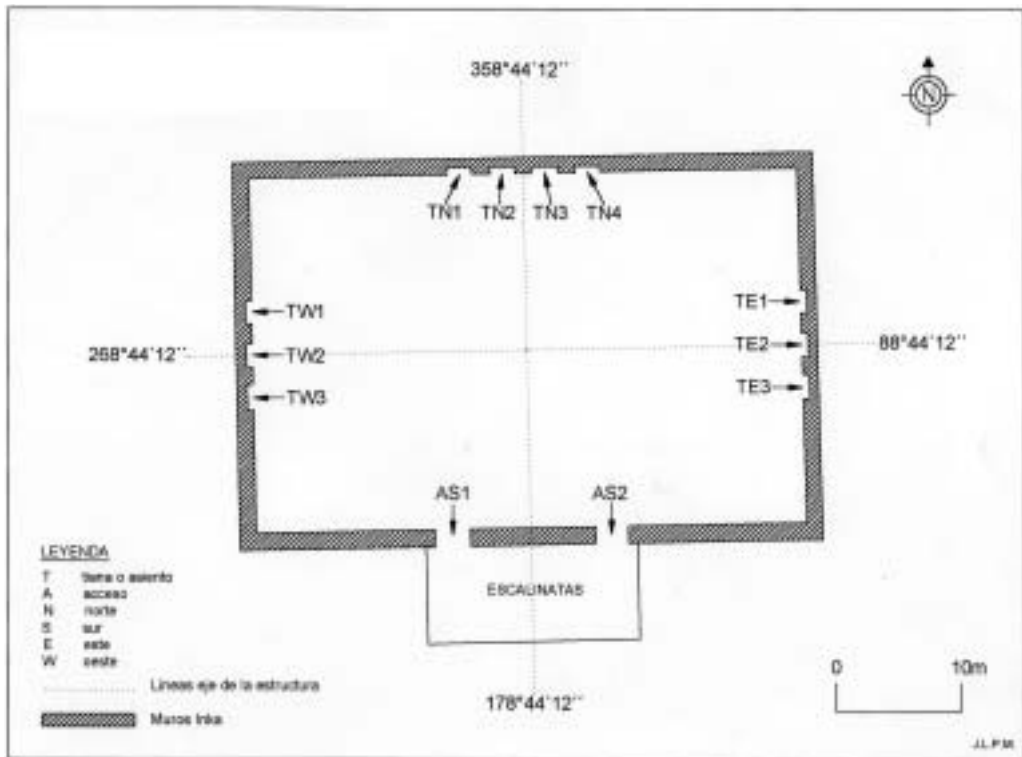 358°44'12''
N
TN1 TN2 TN3 TN4
TW1
TE1
268°44'12''
TW2
TE2
88°44'12''
TW3
TE3
AS1
AS2
ESCALINATAS
LEYENDA
T tiana o asiento
A acceso
N norte
S sur
E este
W oeste
Líneas eje de la estructura
Muros Inka
178°44'12''
0 10m
J.L.P.M.